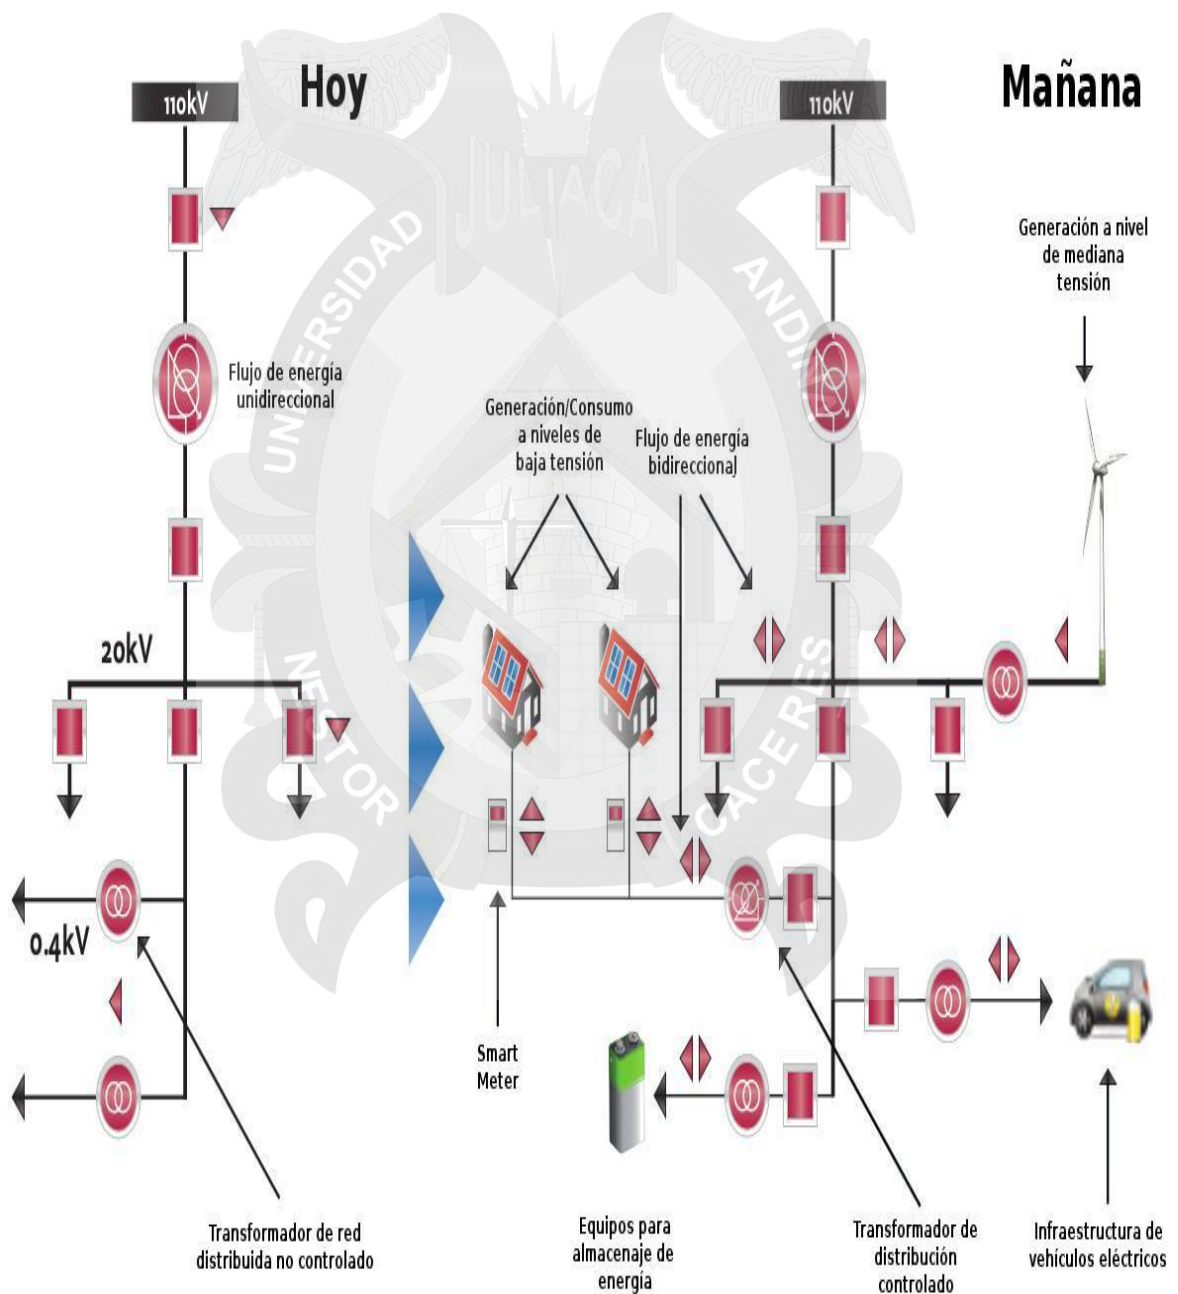 Hoy
Mañana
110kV
110kV
Generación a nivel
de mediana
tensión
Flujo de energía
unidireccional
Generación/Consumo
a niveles de
baja tensión
Flujo de energía
bidireccional
20kV
0.4kV
Smart
Meter
Transformador de red
distribuida no controlado
Equipos para
almacenaje de
energía
Transformador de
distribución
controlado
Infraestructura de
vehículos eléctricos
UNIVERSIDAD
ANDINA
NESTOR
CACERES
JULIACA